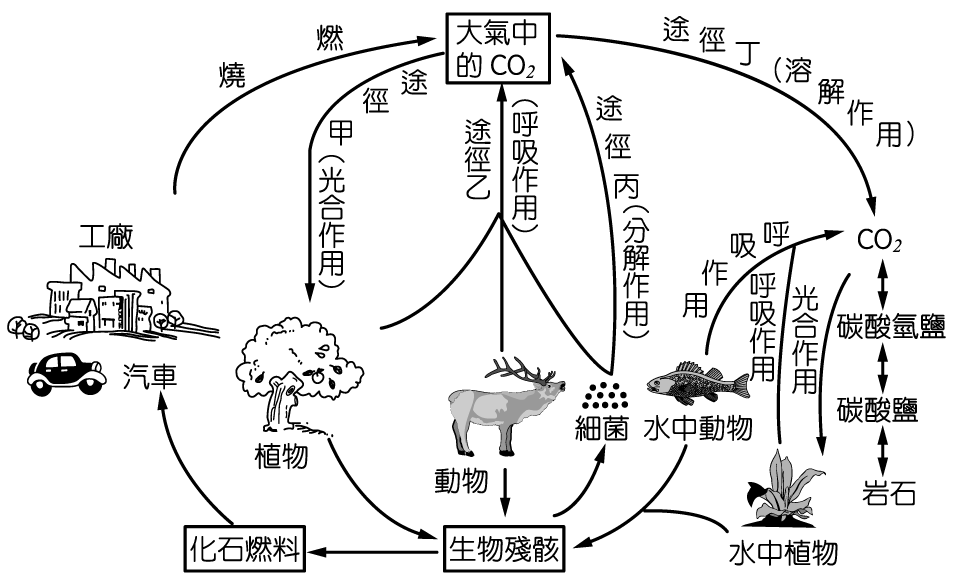 大氣中
的 CO₂
燃燒
途徑甲(光合作用)
途徑乙
(呼吸作用)
途徑丙(分解作用)
途徑丁(溶解作用)
工廠
汽車
植物
動物
細菌
水中動物
呼吸作用
呼吸作用
光合作用
CO₂
碳酸氫鹽
碳酸鹽
岩石
水中植物
化石燃料
生物殘骸